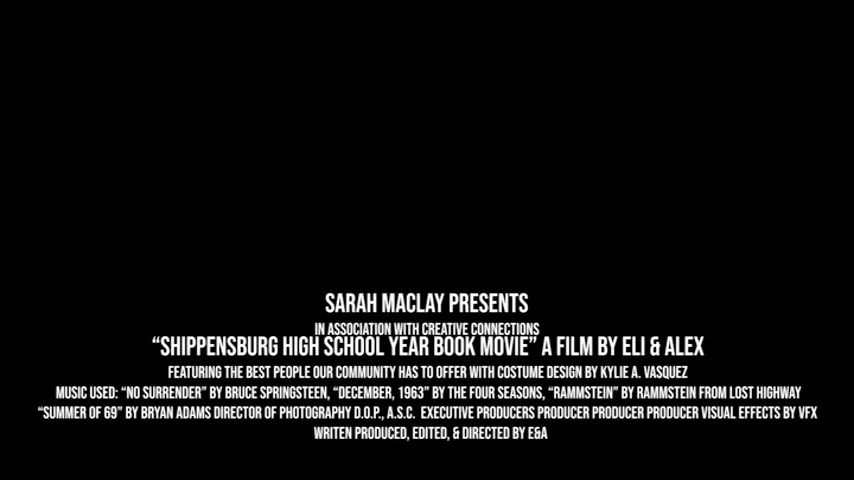 SARAH MACLAY PRESENTS
IN ASSOCIATION WITH CREATIVE CONNECTIONS
“SHIPPENSBURG HIGH SCHOOL YEAR BOOK MOVIE” A FILM BY ELI & ALEX
FEATURING THE BEST PEOPLE OUR COMMUNITY HAS TO OFFER WITH COSTUME DESIGN BY KYLIE A. VASQUEZ
MUSIC USED: “NO SURRENDER” BY BRUCE SPRINGSTEEN, “DECEMBER, 1963” BY THE FOUR SEASONS, “RAMMSTEIN” BY RAMMSTEIN FROM LOST HIGHWAY
“SUMMER OF 69” BY BRYAN ADAMS DIRECTOR OF PHOTOGRAPHY D.O.P., A.S.C. EXECUTIVE PRODUCERS PRODUCER PRODUCER PRODUCER VISUAL EFFECTS BY VFX
WRITEN PRODUCED, EDITED, & DIRECTED BY E&A